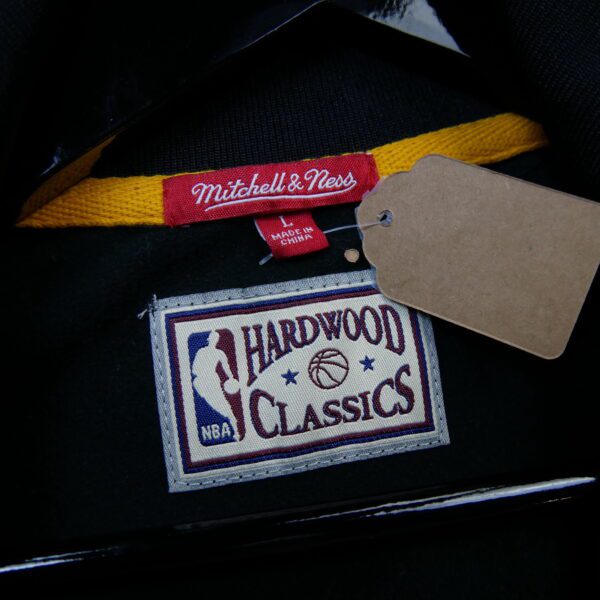 Mitchell & Ness
L
MADE IN
CHINA
HARDWOOD
NBA
CLASSICS